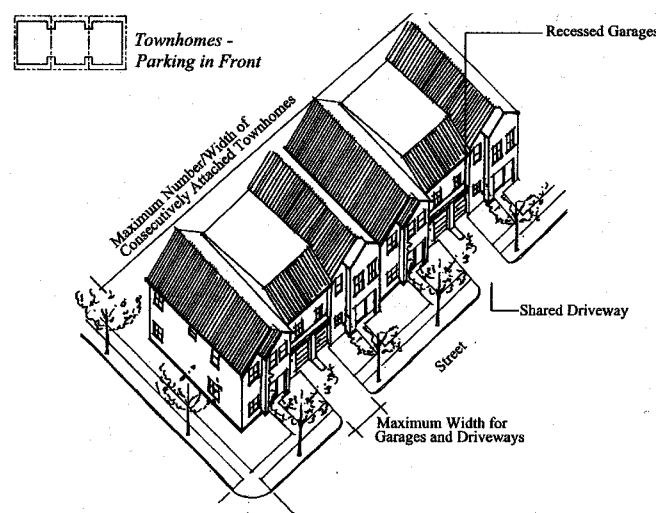 Townhomes -
Parking in Front
Recessed Garages
Maximum Number/Width of
Consecutively Attached Townhomes
Shared Driveway
Street
Maximum Width for
Garages and Driveways